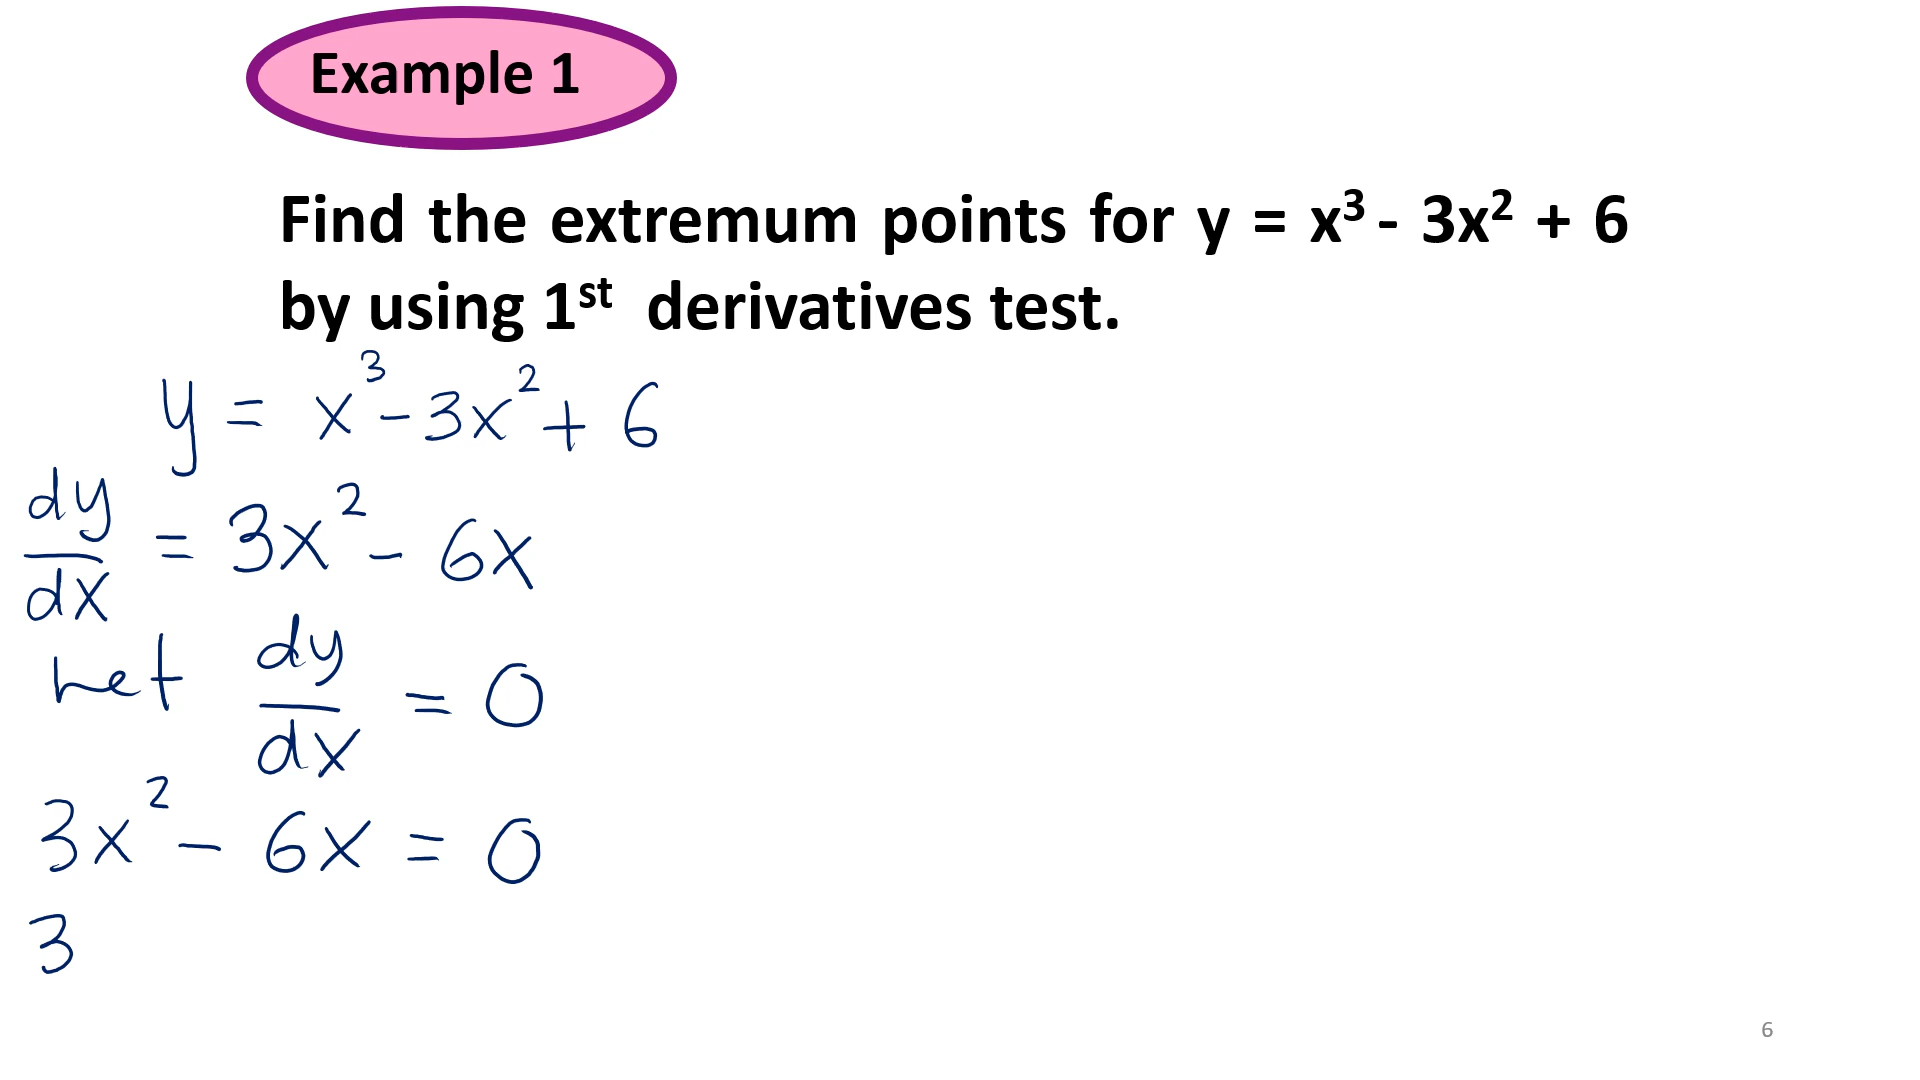 Example 1
Find the extremum points for y = x³ - 3x² + 6
by using 1ˢᵗ derivatives test.
y = x³ - 3x² + 6
dy/dx = 3x² - 6x
Let dy/dx = 0
3x² - 6x = 0
3
6